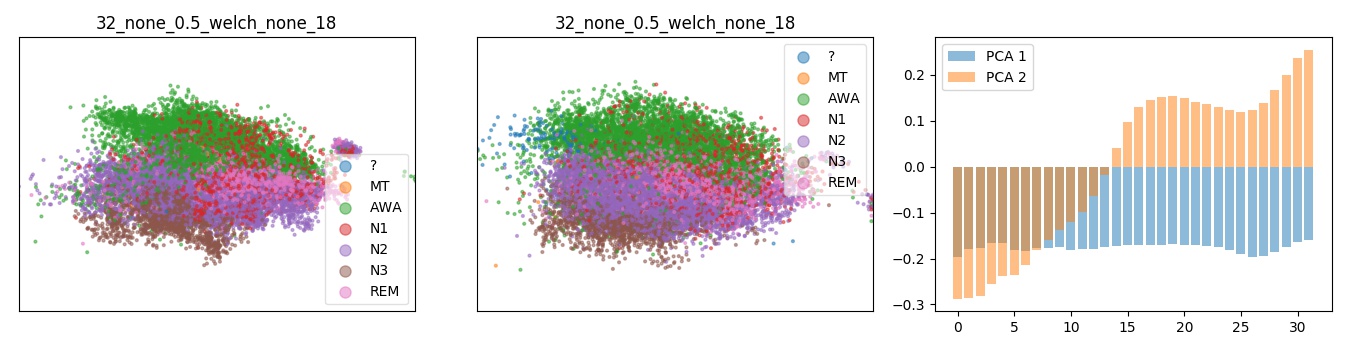 32_none_0.5_welch_none_18
?
MT
AWA
N1
N2
N3
REM
32_none_0.5_welch_none_18
?
MT
AWA
N1
N2
N3
REM
PCA 1
PCA 2
0.2
0.1
0.0
−0.1
−0.2
−0.3
0 5 10 15 20 25 30